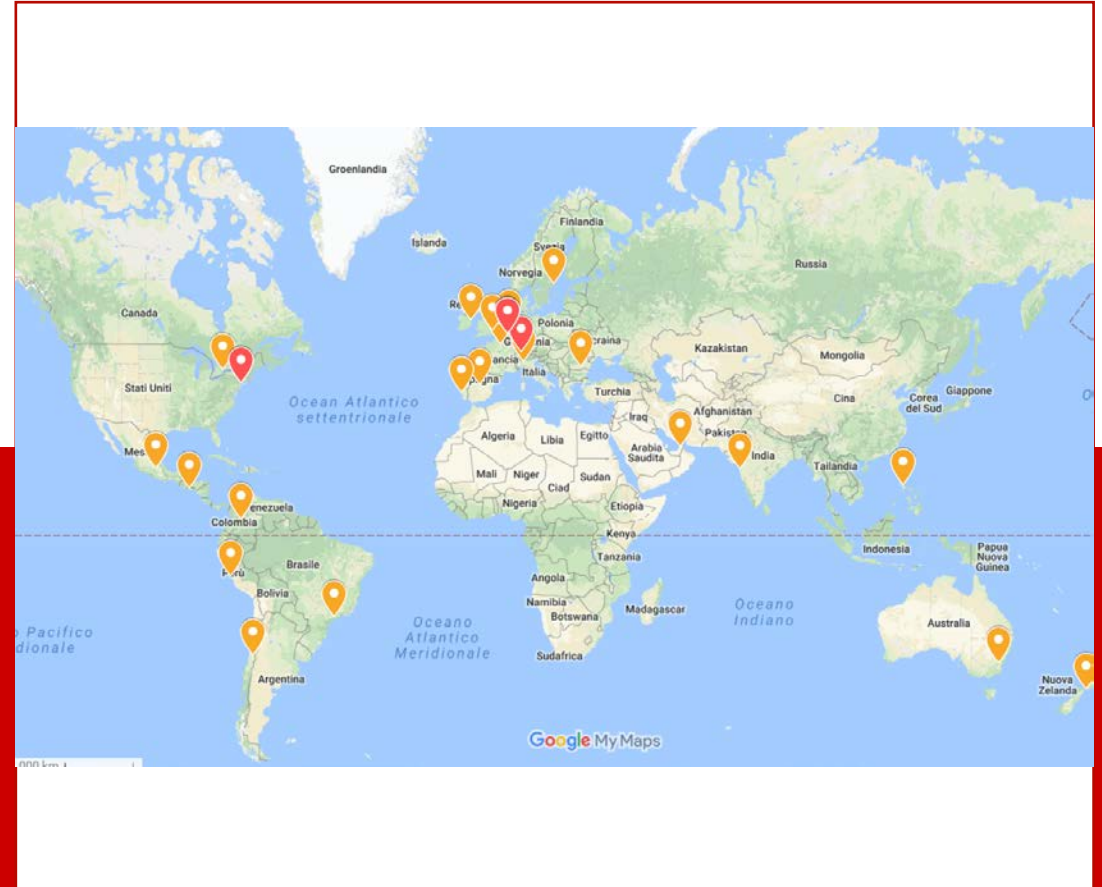 Groenlandia
Islanda
Finlandia
Svezia
Norvegia
Russia
Canada
Polonia
Kazakistan
Mongolia
Stati Uniti
Italia
Turchia
Cina
Corea
del Sud
Giappone
Ocean Atlantico
settentrionale
Afghanistan
Iraq
Pakistan
Algeria
Libia
Egitto
Arabia
Saudita
India
Tailandia
Mali
Niger
Ciad
Sudan
Nigeria
Etiopia
Colombia
Kenya
Tanzania
Indonesia
Papua
Nuova
Guinea
Perù
Brasile
Bolivia
Angola
Namibia
Botswana
Madagascar
Oceano
Indiano
Oceano
Atlantico
Meridionale
Sudafrica
Australia
Pacifico
dionale
Argentina
Nuova
Zelanda
Google My Maps